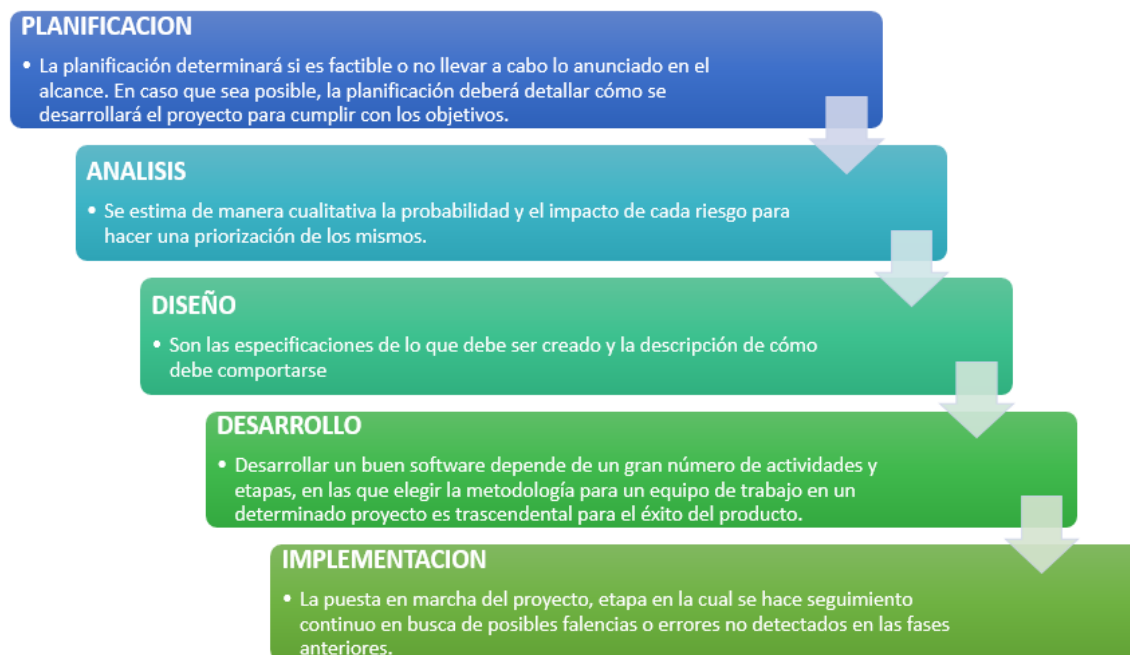 PLANIFICACION
• La planificación determinará si es factible o no llevar a cabo lo anunciado en el
alcance. En caso que sea posible, la planificación deberá detallar cómo se
desarrollará el proyecto para cumplir con los objetivos.
ANALISIS
• Se estima de manera cualitativa la probabilidad y el impacto de cada riesgo para
hacer una priorización de los mismos.
DISEÑO
• Son las especificaciones de lo que debe ser creado y la descripción de cómo
debe comportarse
DESARROLLO
• Desarrollar un buen software depende de un gran número de actividades y
etapas, en las que elegir la metodología para un equipo de trabajo en un
determinado proyecto es trascendental para el éxito del producto.
IMPLEMENTACION
• La puesta en marcha del proyecto, etapa en la cual se hace seguimiento
continuo en busca de posibles falencias o errores no detectados en las fases
anteriores.